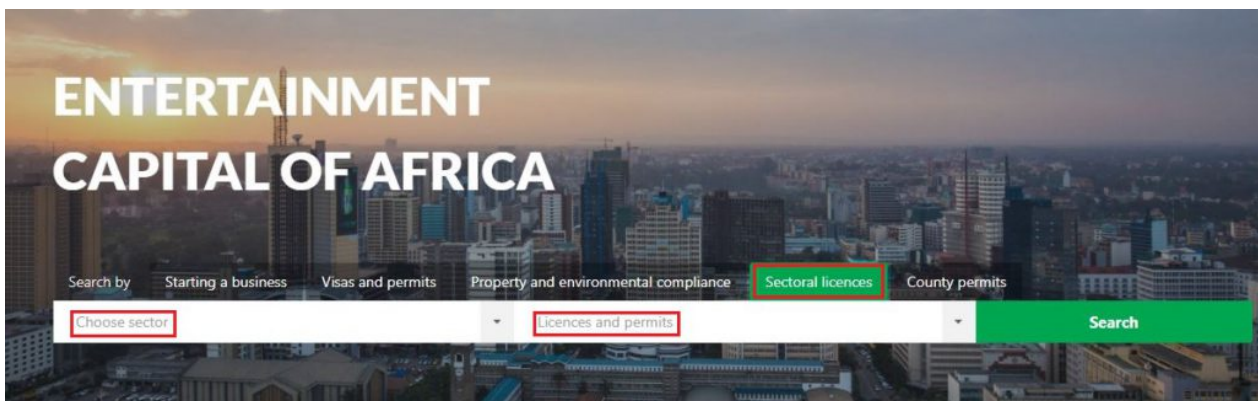 ENTERTAINMENT
CAPITAL OF AFRICA
Search by Starting a business Visas and permits Property and environmental compliance Sectoral licences County permits
Choose sector Licences and permits Search